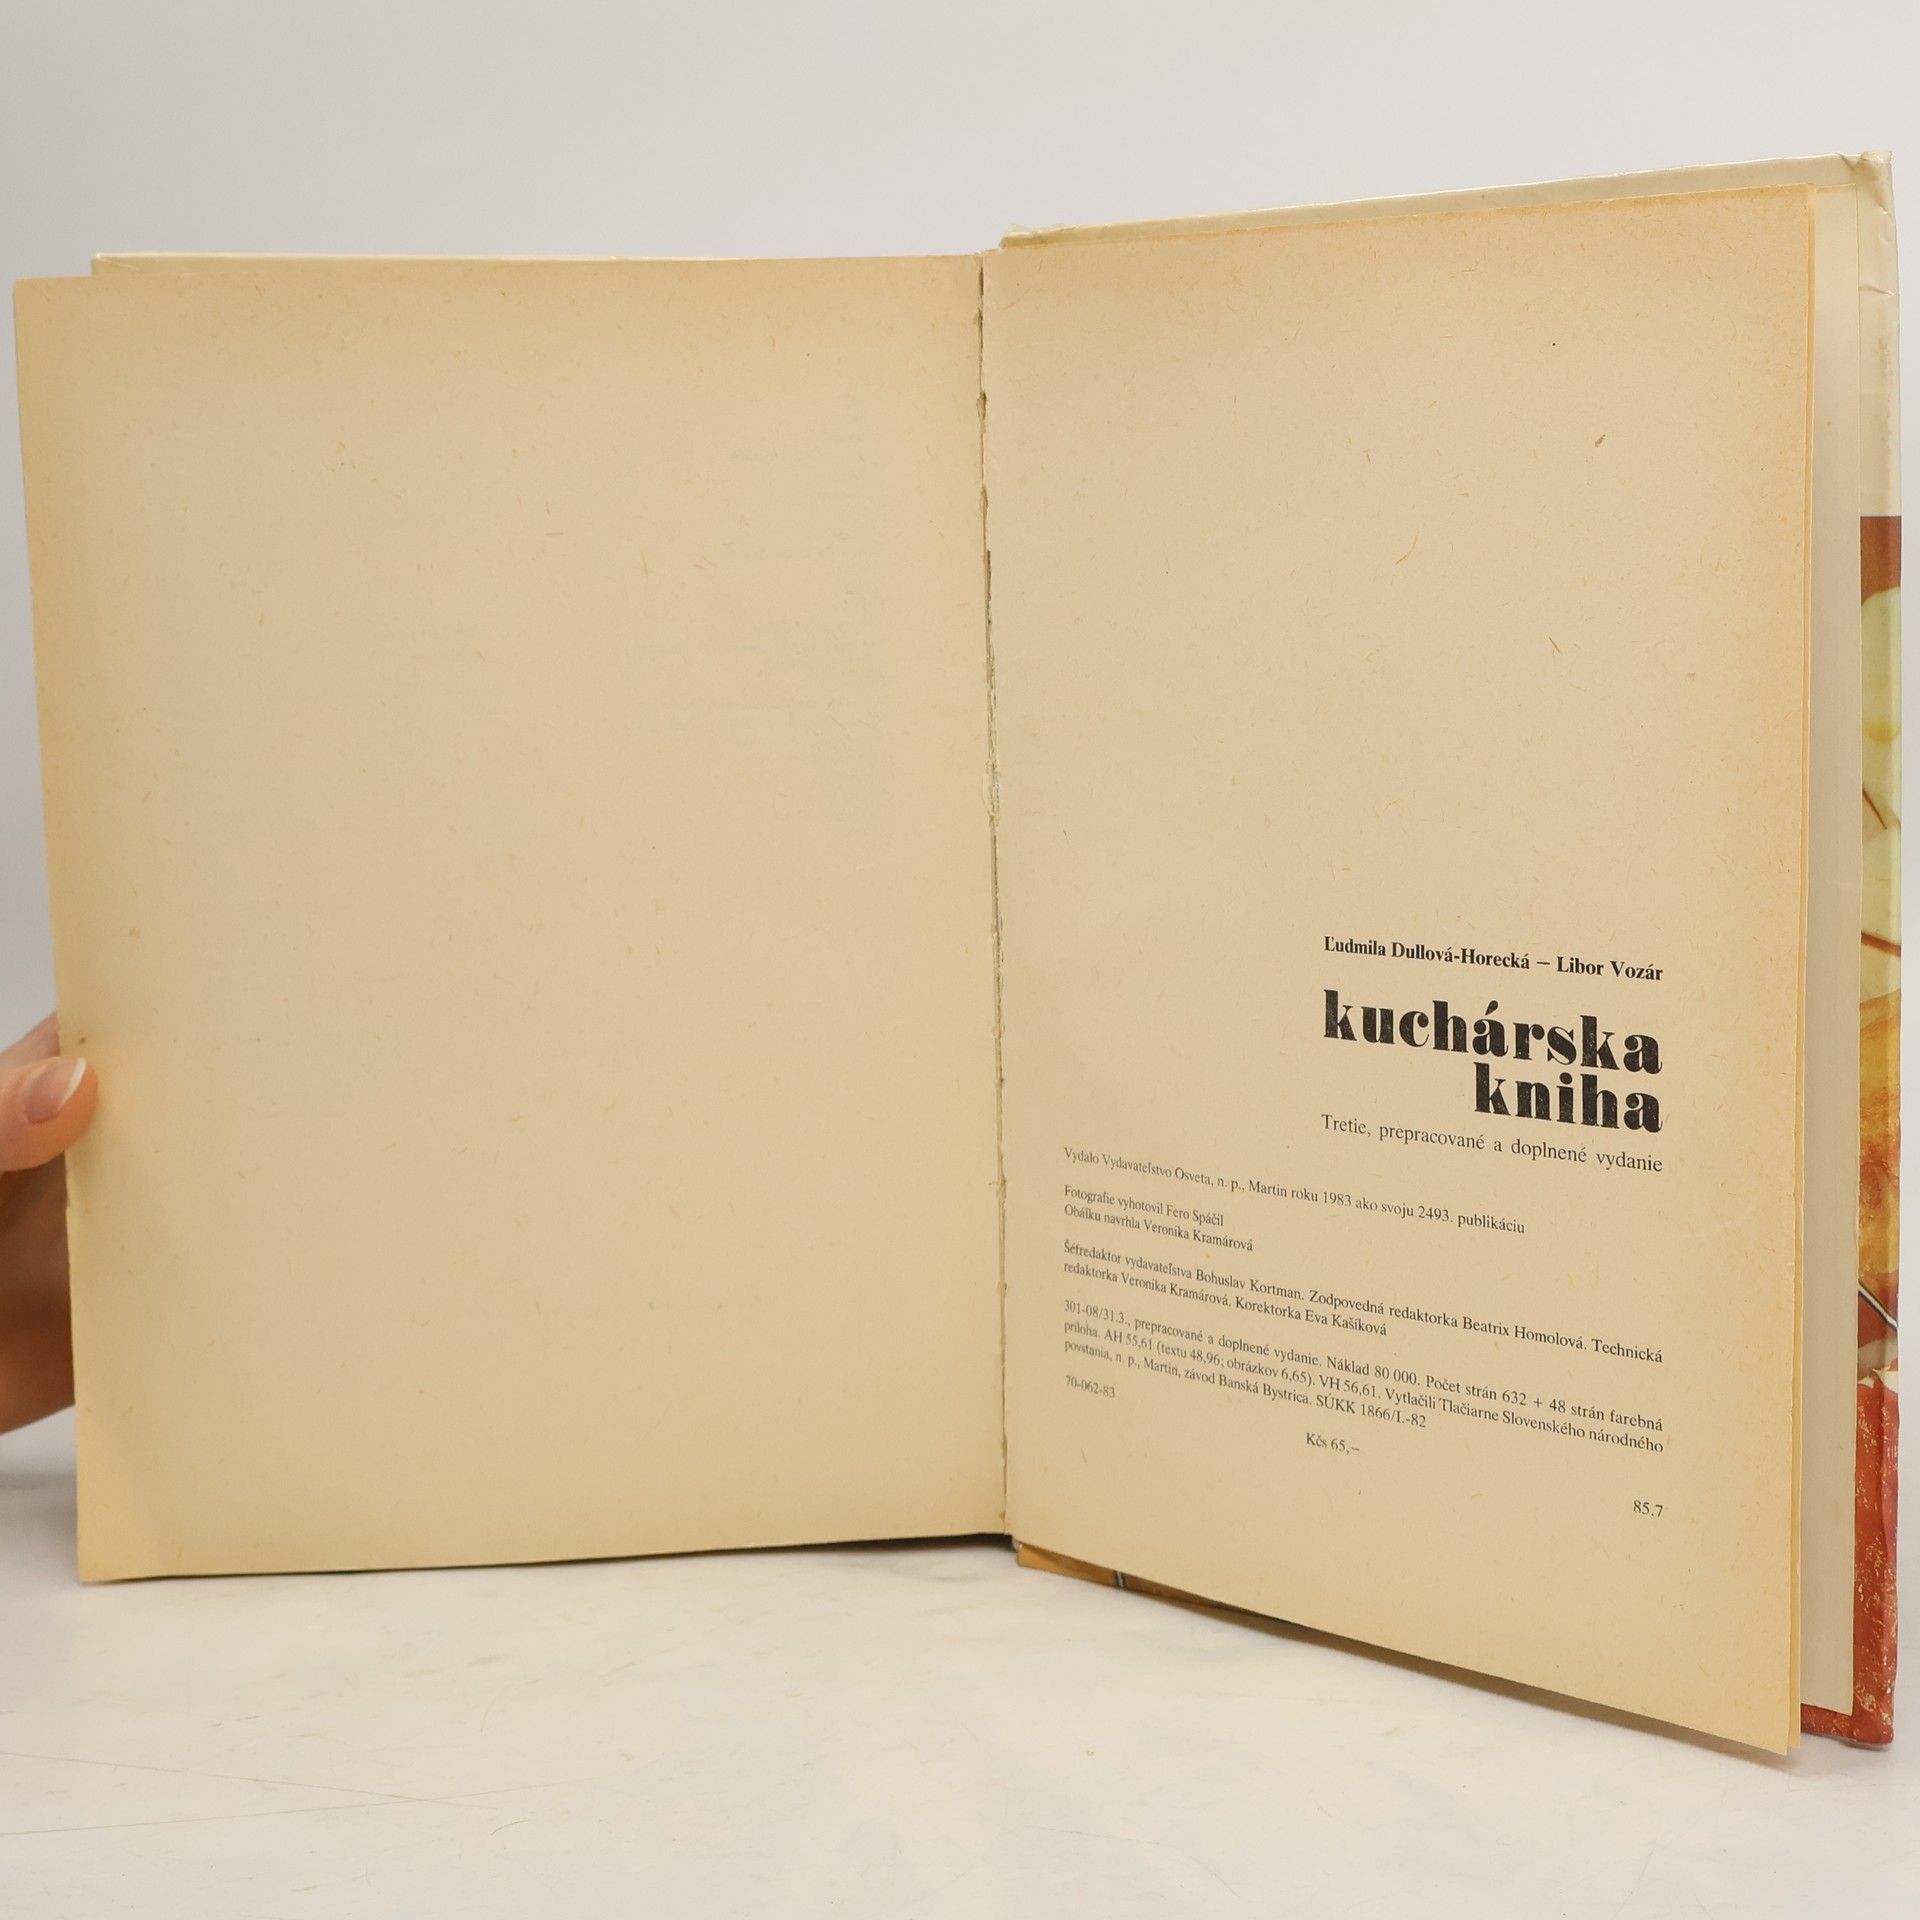 Ľudmila Dullová-Horecká – Libor Vozár
kuchárska
kniha
Tretie, prepracované a doplnené vydanie
Vydalo Vydavateľstvo Osveta, n. p., Martin roku 1983 ako svoju 2493. publikáciu
Fotografie vyhotovil Fero Spáčil
Obálku navrhla Veronika Kramárová
Šéfredaktor vydavateľstva Bohuslav Kortman. Zodpovedná redaktorka Beatrix Homolová. Technická
redaktorka Veronika Kramárová. Korektorka Eva Kašíková
301-08/31.3., prepracované a doplnené vydanie. Náklad 80 000. Počet strán 632 + 48 strán farebná
príloha. AH 55,61 (textu 48,96; obrázkov 6,65). VH 56,61. Vytlačili Tlačiarne Slovenského národného
povstania, n. p., Martin, závod Banská Bystrica. SÚKK 1866/I.-82
70-062-83
Kčs 65,–
85.7